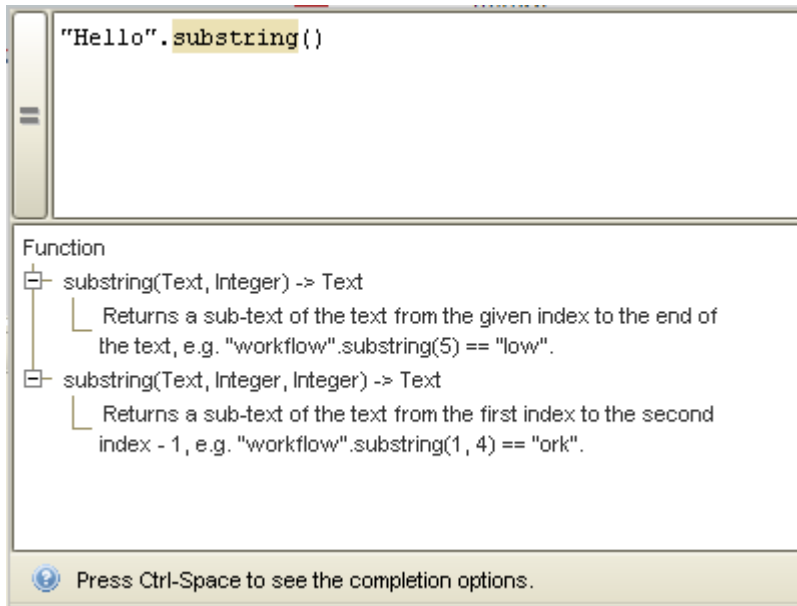 "Hello".substring()
=
Function
substring(Text, Integer) -> Text
Returns a sub-text of the text from the given index to the end of
the text, e.g. "workflow".substring(5) == "low".
substring(Text, Integer, Integer) -> Text
Returns a sub-text of the text from the first index to the second
index - 1, e.g. "workflow".substring(1, 4) == "ork".
Press Ctrl-Space to see the completion options.